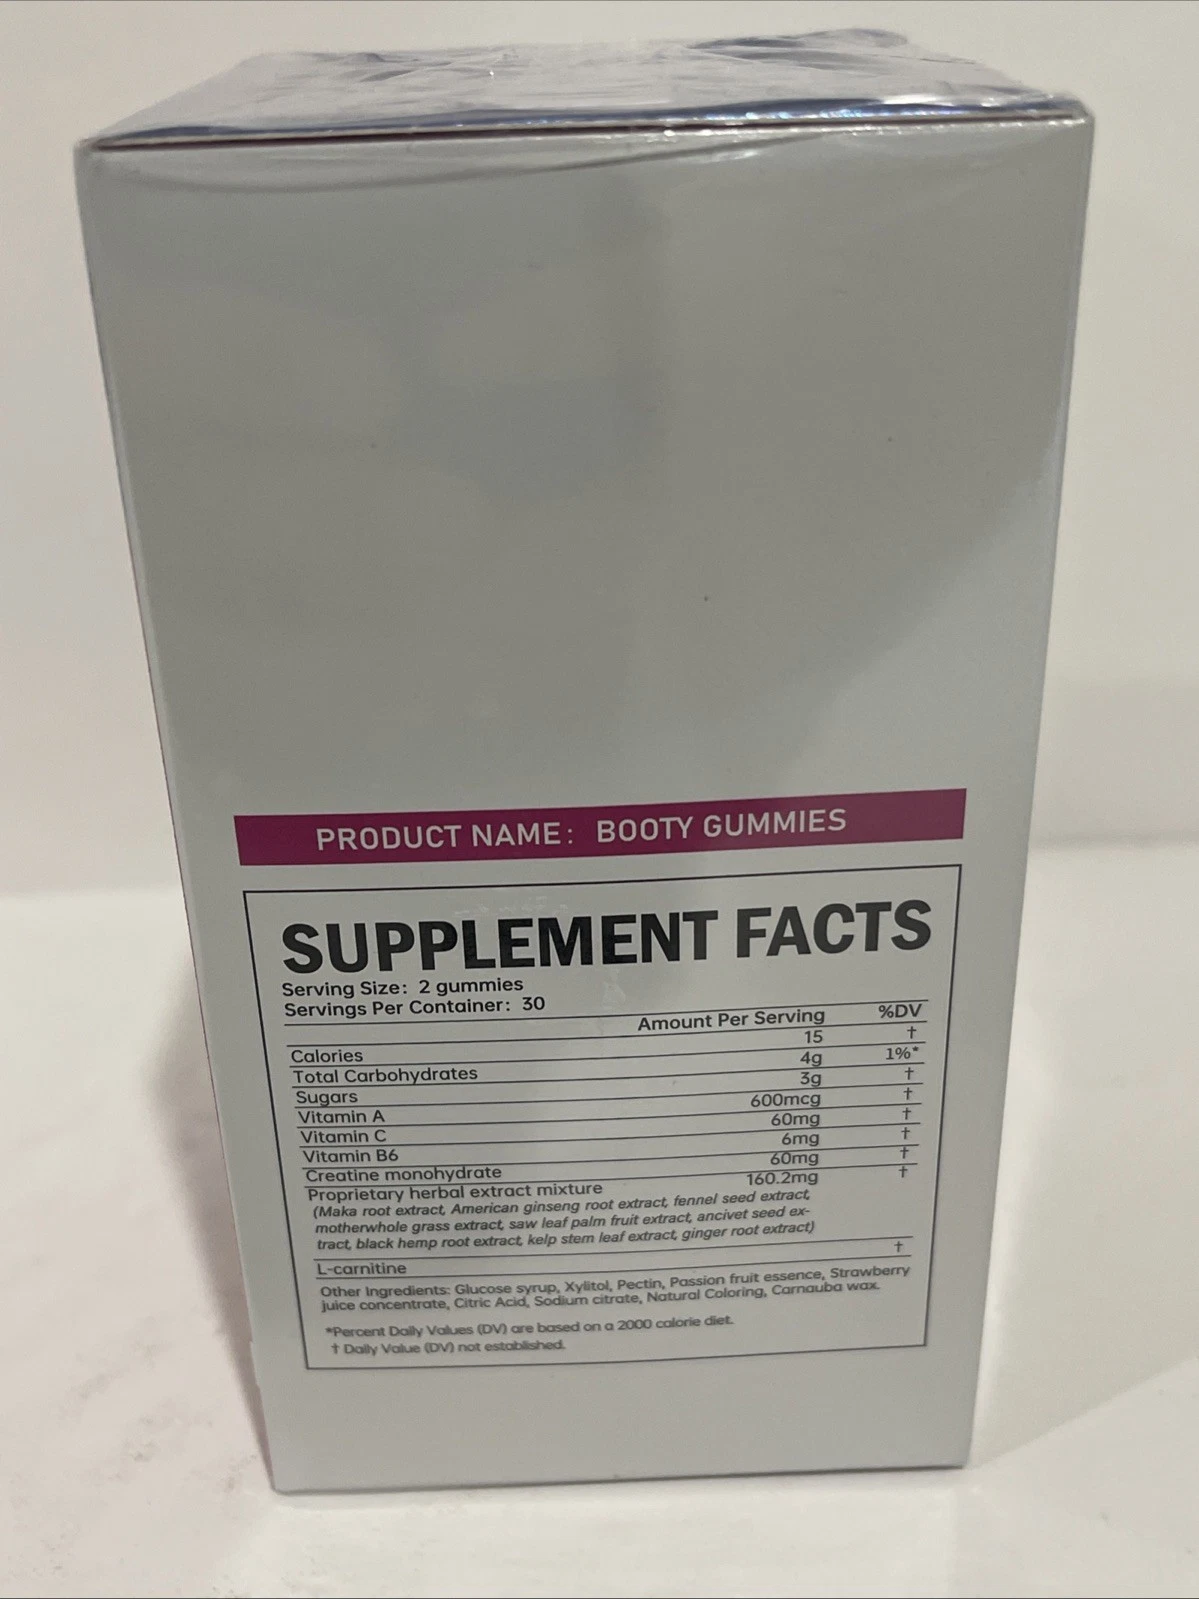 PRODUCT NAME: BOOTY GUMMIES
SUPPLEMENT FACTS
Serving Size: 2 gummies
Servings Per Container: 30
Amount Per Serving %DV
Calories 15 †
Total Carbohydrates 4g 1%*
Sugars 3g †
Vitamin A 600mcg †
Vitamin C 60mg †
Vitamin B6 6mg †
Creatine monohydrate 60mg †
Proprietary herbal extract mixture 160.2mg †
(Maka root extract, American ginseng root extract, fennel seed extract,
motherwhole grass extract, saw leaf palm fruit extract, ancivet seed ex-
tract, black hemp root extract, kelp stem leaf extract, ginger root extract)
L-carnitine †
Other Ingredients: Glucose syrup, Xylitol, Pectin, Passion fruit essence, Strawberry
juice concentrate, Citric Acid, Sodium citrate, Natural Coloring, Carnauba wax.
*Percent Daily Values (DV) are based on a 2000 calorie diet.
† Daily Value (DV) not established.